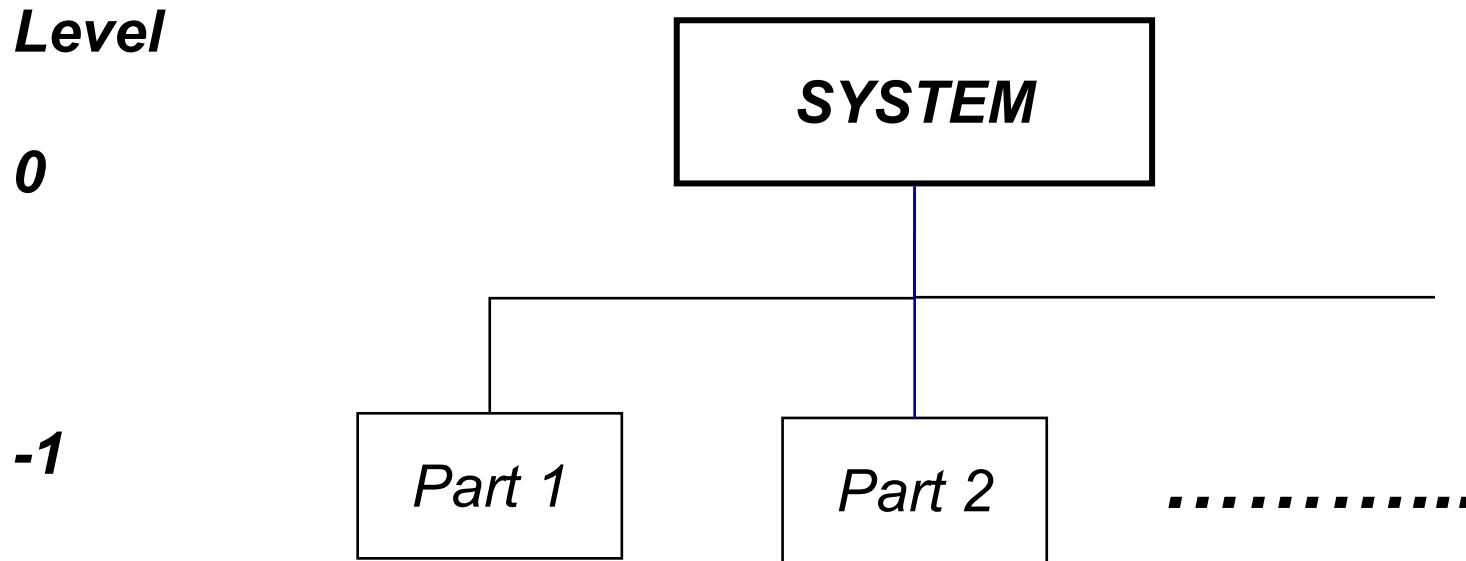 Level
SYSTEM
0
-1
Part 1
Part 2
…………...